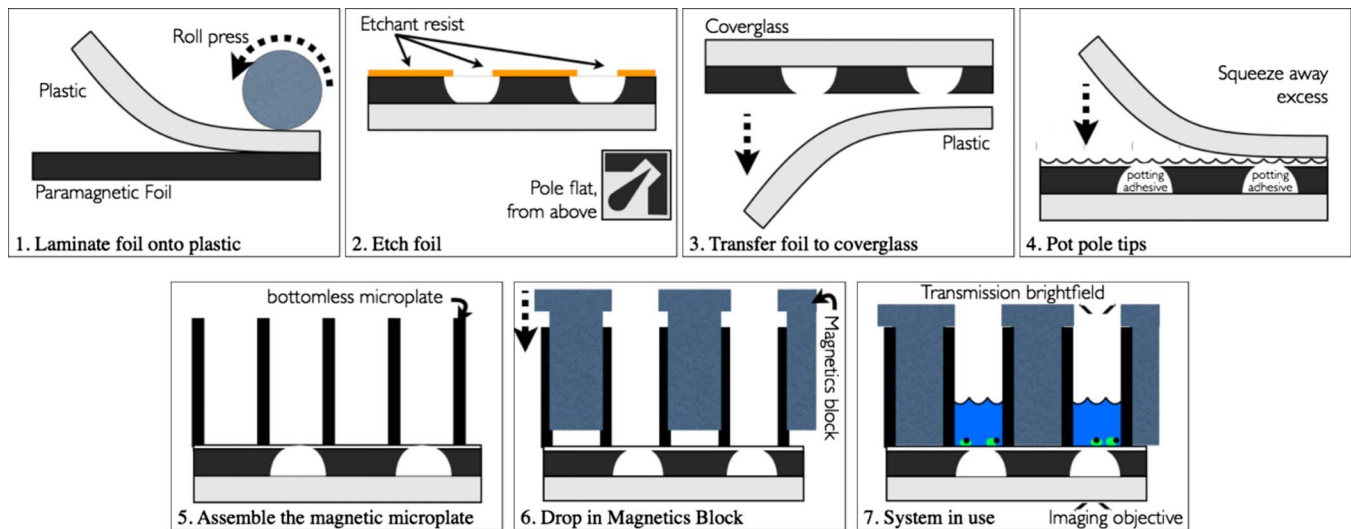 Roll press
Plastic
Paramagnetic Foil
1. Laminate foil onto plastic
Etchant resist
Pole flat,
from above
2. Etch foil
Coverglass
Plastic
3. Transfer foil to coverglass
Squeeze away
excess
potting
adhesive
potting
adhesive
4. Pot pole tips
bottomless microplate
5. Assemble the magnetic microplate
Magnetics block
6. Drop in Magnetics Block
Transmission brightfield
7. System in use
Imaging objective